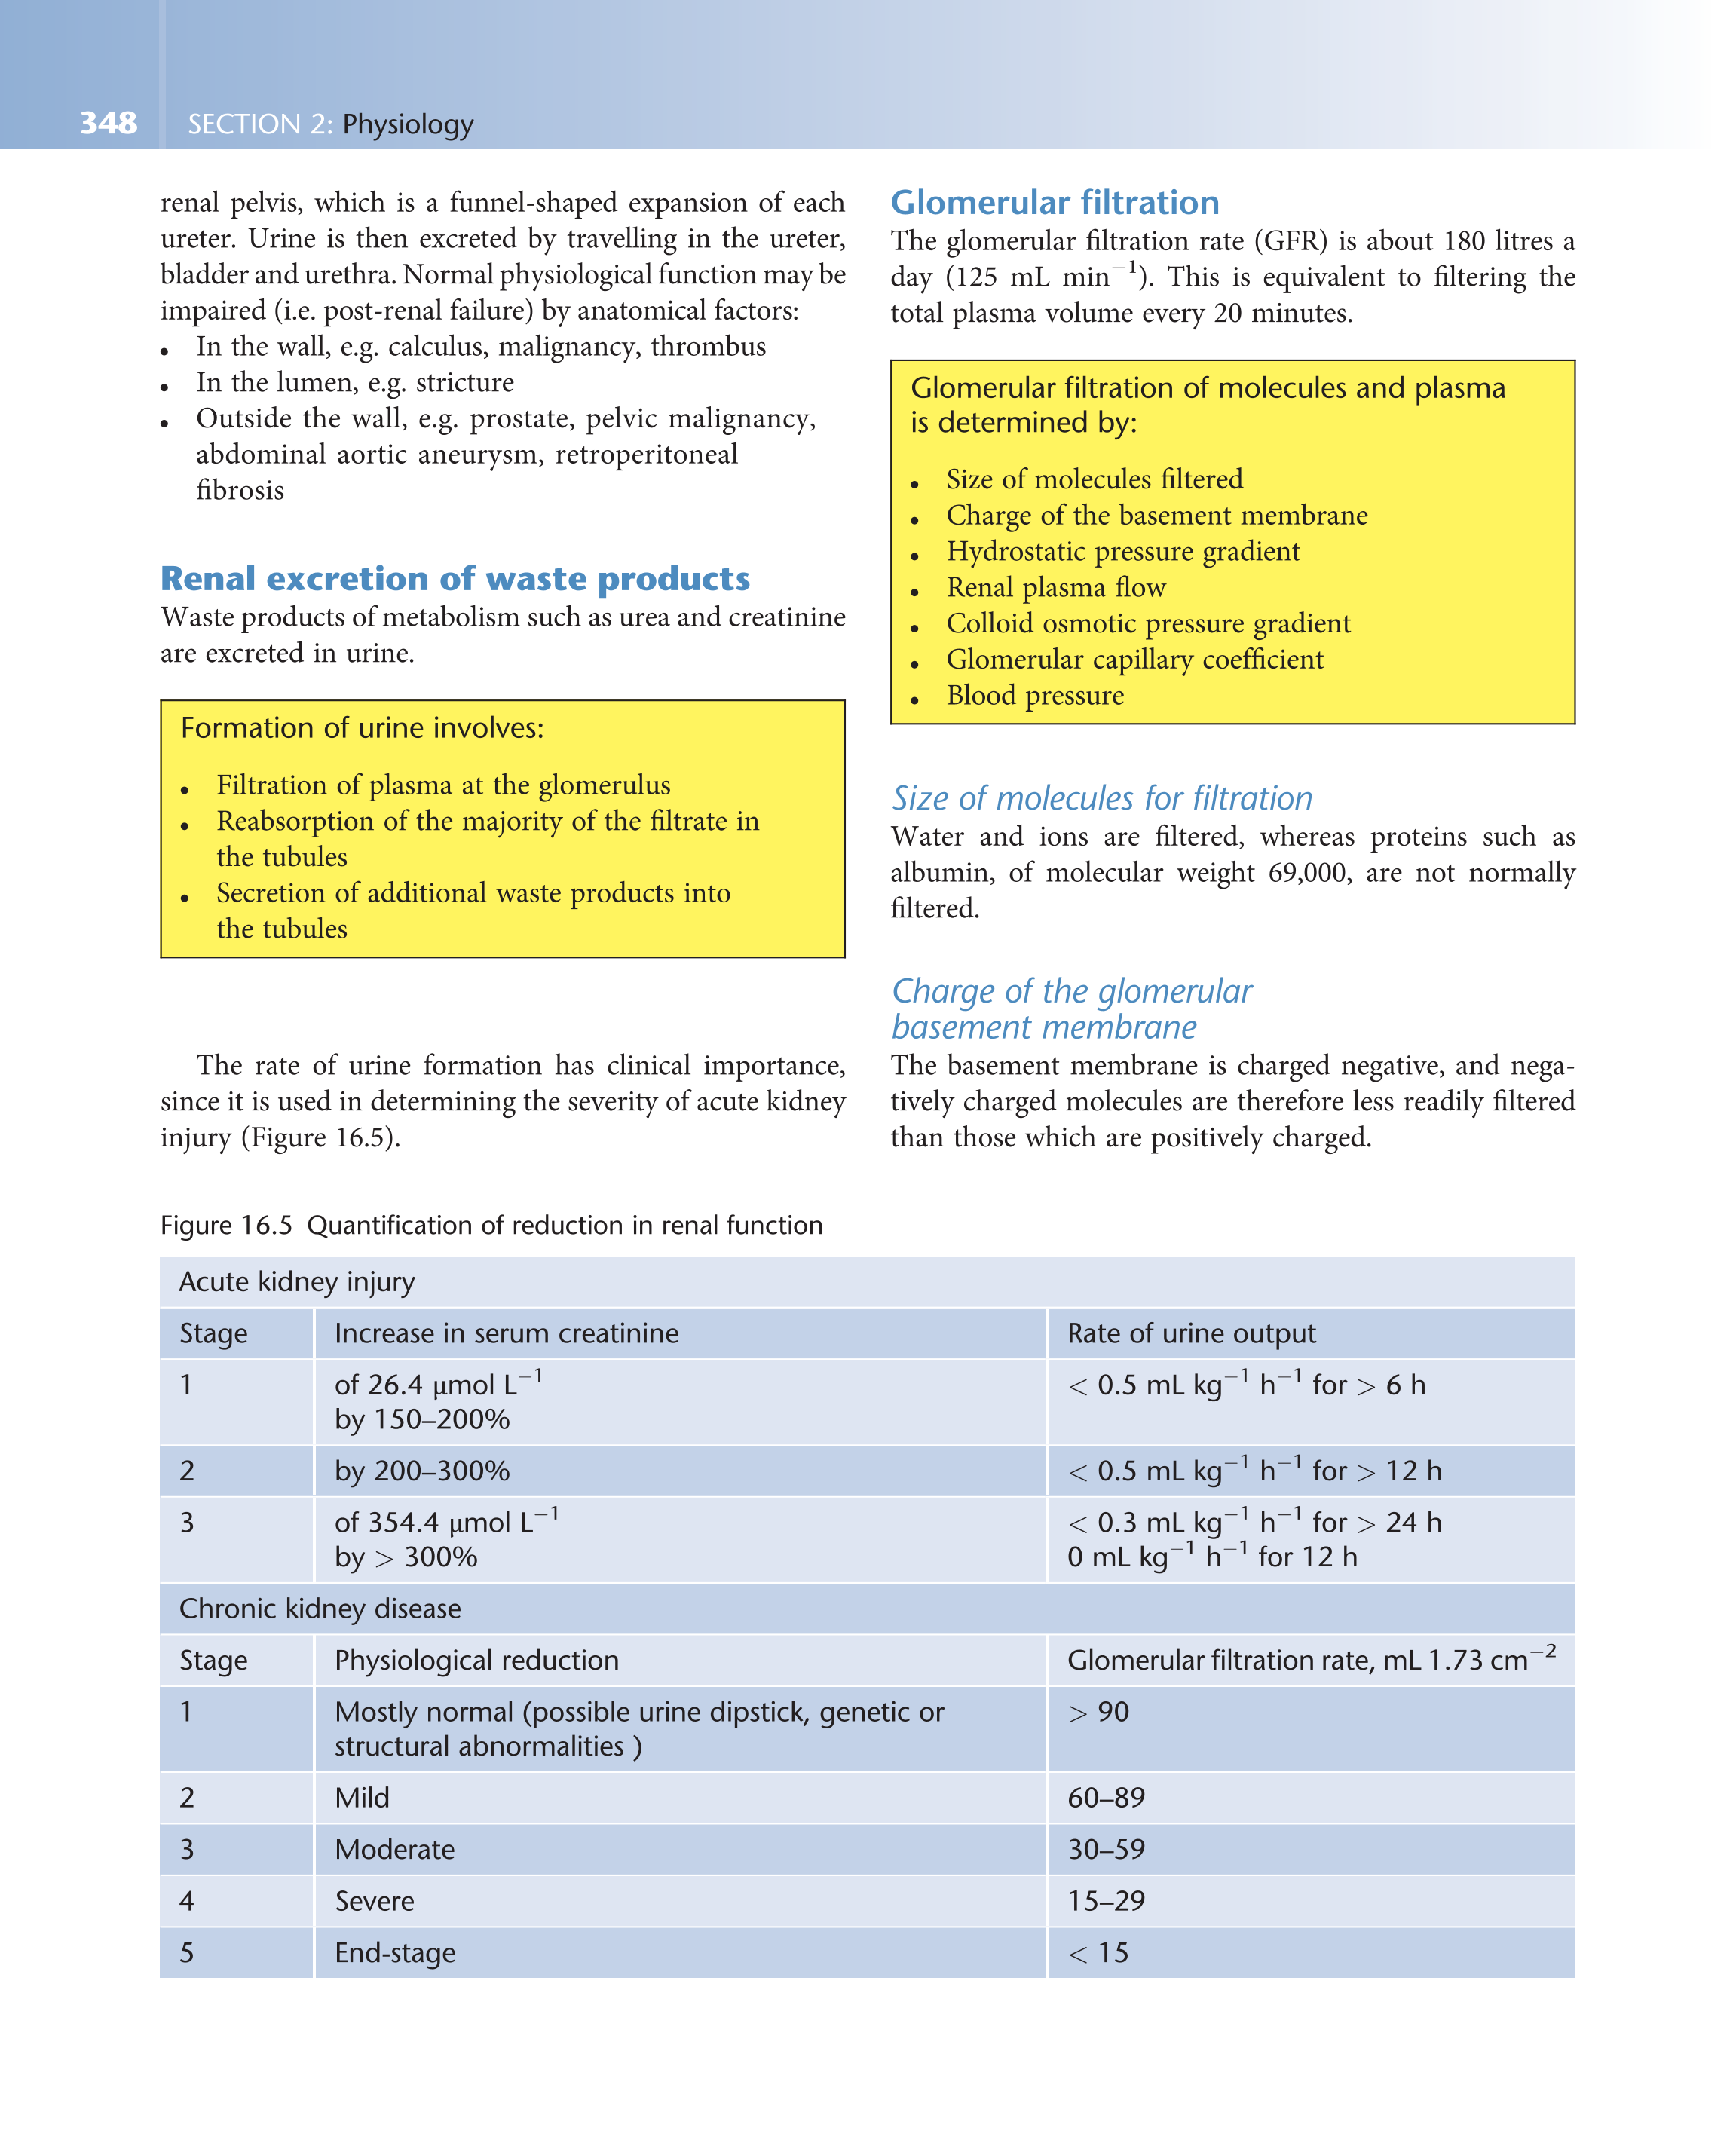 348 SECTION 2: Physiology
renal pelvis, which is a funnel-shaped expansion of each
ureter. Urine is then excreted by travelling in the ureter,
bladder and urethra. Normal physiological function may be
impaired (i.e. post-renal failure) by anatomical factors:
• In the wall, e.g. calculus, malignancy, thrombus
• In the lumen, e.g. stricture
• Outside the wall, e.g. prostate, pelvic malignancy,
abdominal aortic aneurysm, retroperitoneal
fibrosis
Renal excretion of waste products
Waste products of metabolism such as urea and creatinine
are excreted in urine.
Formation of urine involves:
• Filtration of plasma at the glomerulus
• Reabsorption of the majority of the filtrate in
the tubules
• Secretion of additional waste products into
the tubules
The rate of urine formation has clinical importance,
since it is used in determining the severity of acute kidney
injury (Figure 16.5).
Glomerular filtration
The glomerular filtration rate (GFR) is about 180 litres a
day (125 mL min⁻¹). This is equivalent to filtering the
total plasma volume every 20 minutes.
Glomerular filtration of molecules and plasma
is determined by:
• Size of molecules filtered
• Charge of the basement membrane
• Hydrostatic pressure gradient
• Renal plasma flow
• Colloid osmotic pressure gradient
• Glomerular capillary coefficient
• Blood pressure
Size of molecules for filtration
Water and ions are filtered, whereas proteins such as
albumin, of molecular weight 69,000, are not normally
filtered.
Charge of the glomerular
basement membrane
The basement membrane is charged negative, and nega-
tively charged molecules are therefore less readily filtered
than those which are positively charged.
Figure 16.5 Quantification of reduction in renal function
Acute kidney injury
Stage Increase in serum creatinine Rate of urine output
1 of 26.4 µmol L⁻¹ < 0.5 mL kg⁻¹ h⁻¹ for > 6 h
by 150–200%
2 by 200–300% < 0.5 mL kg⁻¹ h⁻¹ for > 12 h
3 of 354.4 µmol L⁻¹ < 0.3 mL kg⁻¹ h⁻¹ for > 24 h
by > 300% 0 mL kg⁻¹ h⁻¹ for 12 h
Chronic kidney disease
Stage Physiological reduction Glomerular filtration rate, mL 1.73 cm⁻²
1 Mostly normal (possible urine dipstick, genetic or > 90
structural abnormalities )
2 Mild 60–89
3 Moderate 30–59
4 Severe 15–29
5 End-stage < 15